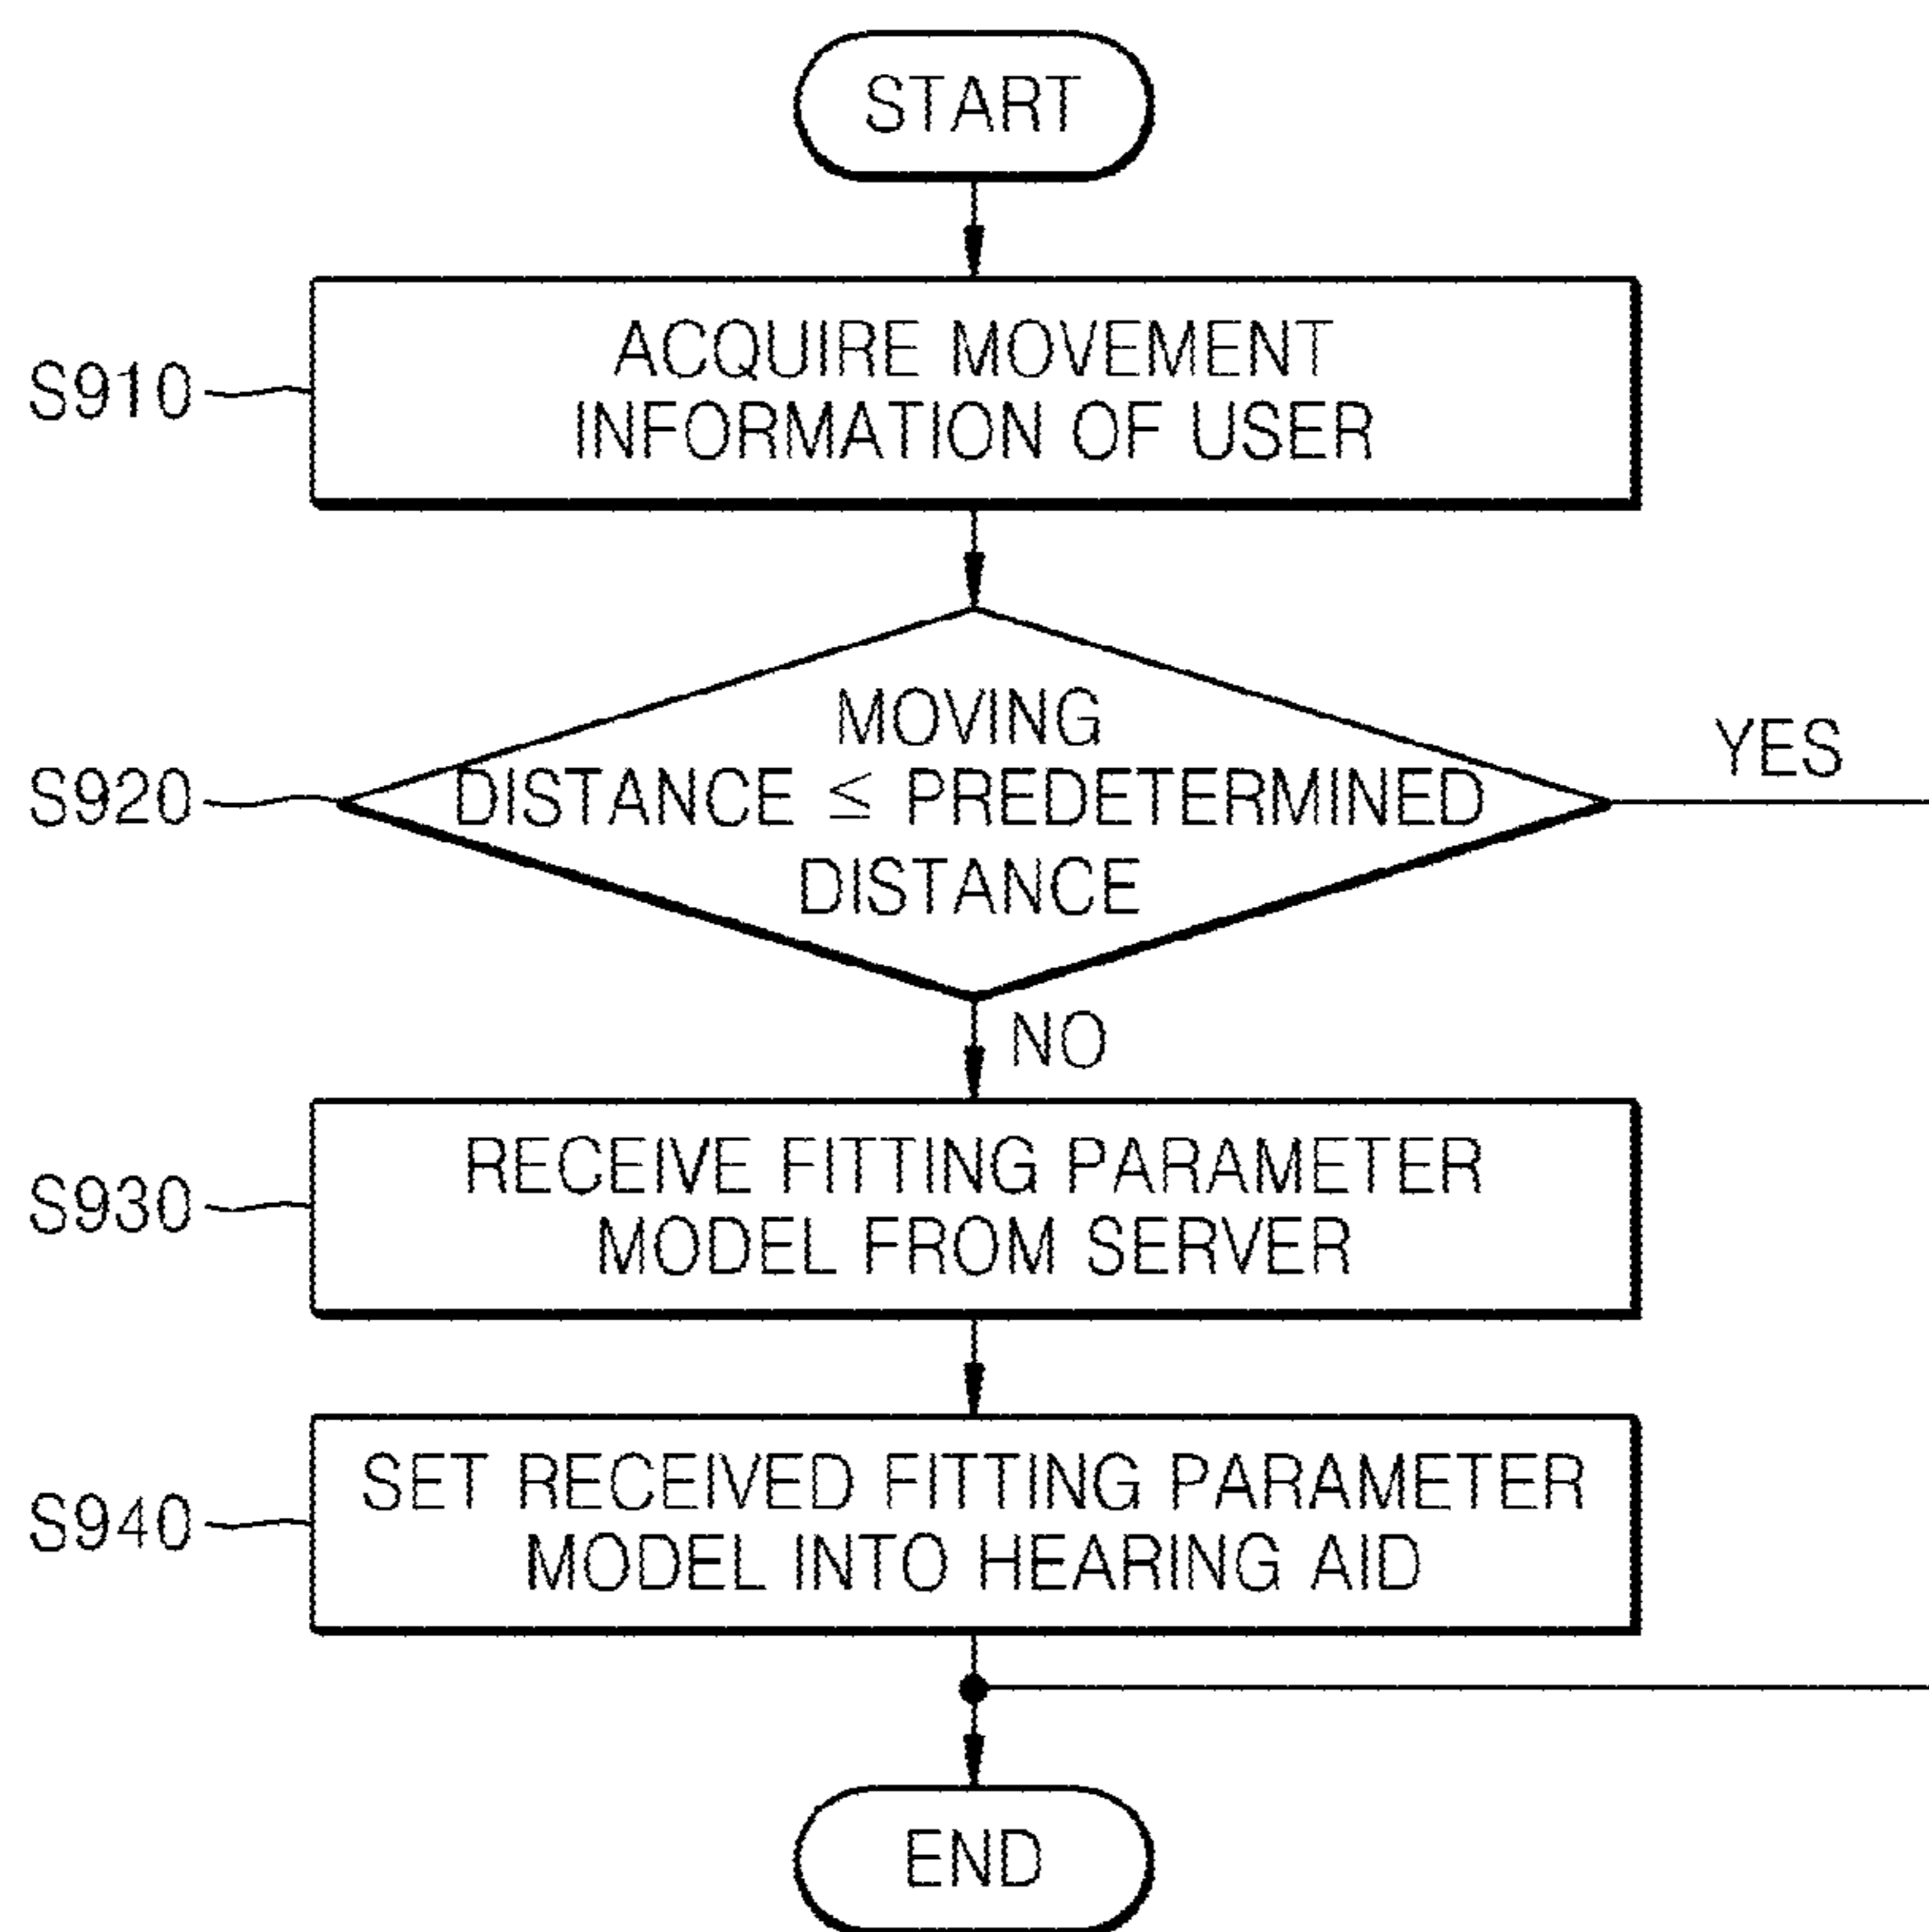 START
S910
ACQUIRE MOVEMENT
INFORMATION OF USER
S920
MOVING
DISTANCE ≤ PREDETERMINED
DISTANCE
YES
NO
S930
RECEIVE FITTING PARAMETER
MODEL FROM SERVER
S940
SET RECEIVED FITTING PARAMETER
MODEL INTO HEARING AID
END